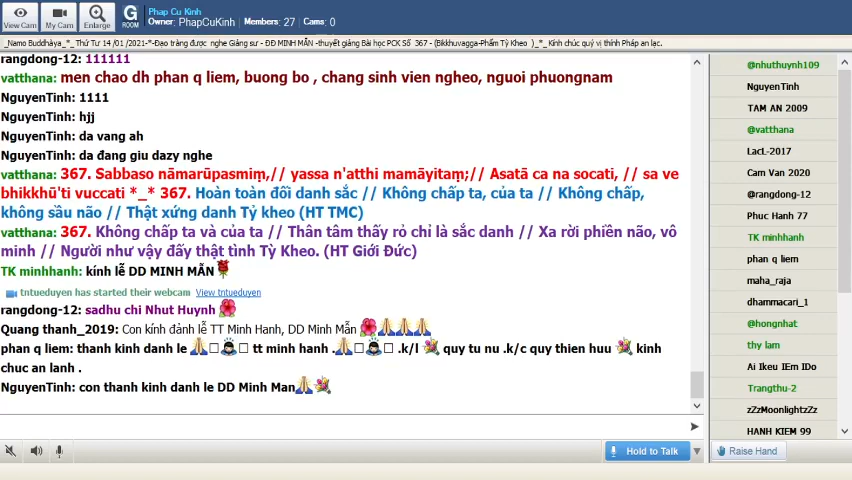 Phap Cu Kinh
Owner: PhapCuKinh Members: 27 Cams: 0
View Cam
My Cam
Enlarge
G
ROOM
_Namo Buddhàya_*_ Thứ Tư 14 /01 /2021-*-Đạo tràng được nghe Giảng sư - ĐĐ MINH MẪN -thuyết giảng Bài học PCK Số 367 - (Bikkhuvagga-Phẩm Tỳ Kheo )_*_ Kính chúc quý vị thính Pháp an lạc.
rangdong-12: 111111
vatthana: men chao dh phan q liem, buong bo , chang sinh vien ngheo, nguoi phuongnam
NguyenTinh: 1111
NguyenTinh: hjj
NguyenTinh: da vang ah
NguyenTinh: da đang giu dazy nghe
vatthana: 367. Sabbaso nāmarūpasmiṃ,// yassa n'atthi mamāyitaṃ;// Asatā ca na socati, // sa ve
bhikkhū'ti vuccati *_* 367. Hoàn toàn đối danh sắc // Không chấp ta, của ta // Không chấp,
không sầu não // Thật xứng danh Tỷ kheo (HT TMC)
vatthana: 367. Không chấp ta và của ta // Thân tâm thấy rỏ chỉ là sắc danh // Xa rời phiền não, vô
minh // Người như vậy đấy thật tình Tỳ Kheo. (HT Giới Đức)
TK minhhanh: kính lễ DD MINH MẪN
tntueduyen has started their webcam View tntueduyen
rangdong-12: sadhu chi Nhut Huynh
Quang thanh_2019: Con kính đảnh lễ TT Minh Hanh, DD Minh Mẫn
phan q liem: thanh kinh danh le tt minh hanh . .k/l quy tu nu .k/c quy thien huu kinh
chuc an lanh .
NguyenTinh: con thanh kinh danh le DD Minh Man
Hold to Talk
Raise Hand
@nhuthuynh109
NguyenTinh
TAM AN 2009
@vatthana
LacL-2017
Cam Van 2020
@rangdong-12
Phuc Hanh 77
TK minhhanh
phan q liem
maha_raja
dhammacari_1
@hongnhat
thy lam
Ai Ikeu IEm IDo
Trangthu-2
zZzMoonlightzZz
HANH KIEM 99